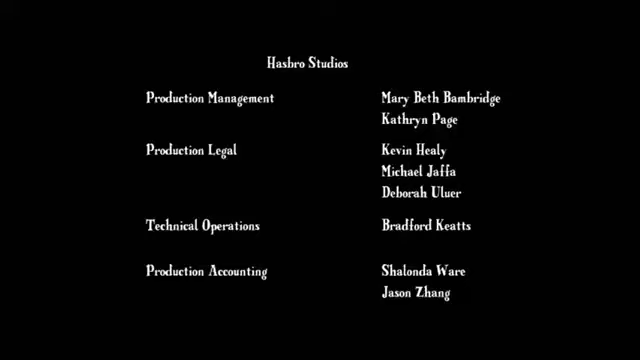 Hasbro Studios
Production Management Mary Beth Bambridge
Kathryn Page
Production Legal Kevin Healy
Michael Jaffa
Deborah Uluer
Technical Operations Bradford Keatts
Production Accounting Shalonda Ware
Jason Zhang